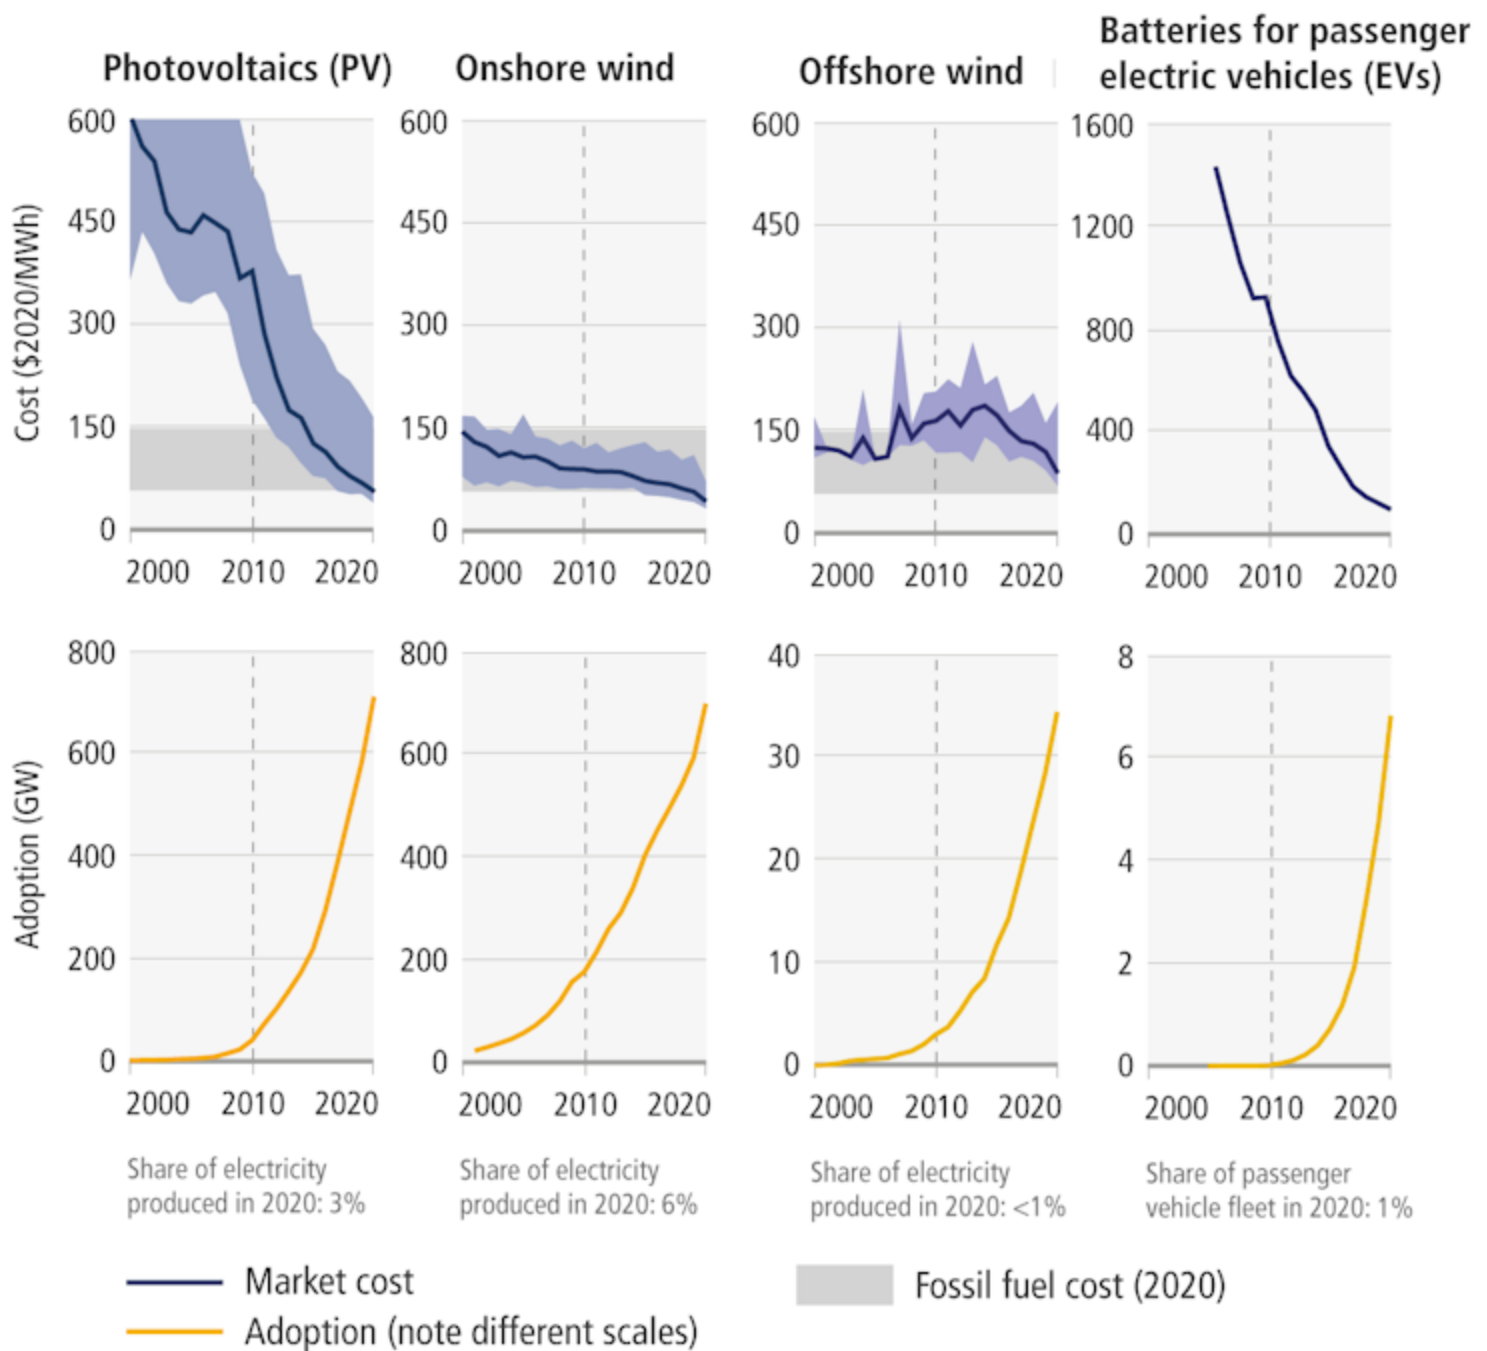 Photovoltaics (PV)
Onshore wind
Offshore wind
Batteries for passenger
electric vehicles (EVs)
Cost ($2020/MWh)
600
450
300
150
0
2000 2010 2020
600
450
300
150
0
2000 2010 2020
600
450
300
150
0
2000 2010 2020
1600
1200
800
400
0
2000 2010 2020
Adoption (GW)
800
600
400
200
0
2000 2010 2020
800
600
400
200
0
2000 2010 2020
40
30
20
10
0
2000 2010 2020
8
6
4
2
0
2000 2010 2020
Share of electricity
produced in 2020: 3%
Share of electricity
produced in 2020: 6%
Share of electricity
produced in 2020: <1%
Share of passenger
vehicle fleet in 2020: 1%
Market cost
Adoption (note different scales)
Fossil fuel cost (2020)